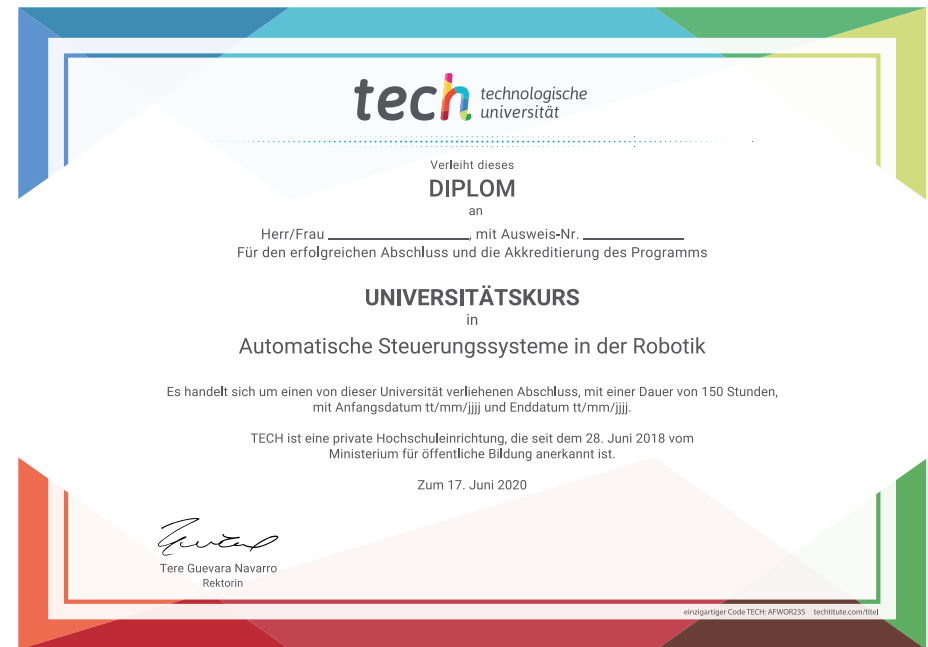 tech technologische
universität
Verleiht dieses
DIPLOM
an
Herr/Frau ____________________, mit Ausweis-Nr. ______________
Für den erfolgreichen Abschluss und die Akkreditierung des Programms
UNIVERSITÄTSKURS
in
Automatische Steuerungssysteme in der Robotik
Es handelt sich um einen von dieser Universität verliehenen Abschluss, mit einer Dauer von 150 Stunden,
mit Anfangsdatum tt/mm/jjjj und Enddatum tt/mm/jjjj.
TECH ist eine private Hochschuleinrichtung, die seit dem 28. Juni 2018 vom
Ministerium für öffentliche Bildung anerkannt ist.
Zum 17. Juni 2020
Tere Guevara Navarro
Rektorin
einzigartiger Code TECH: AFWOR235 techtitute.com/titel